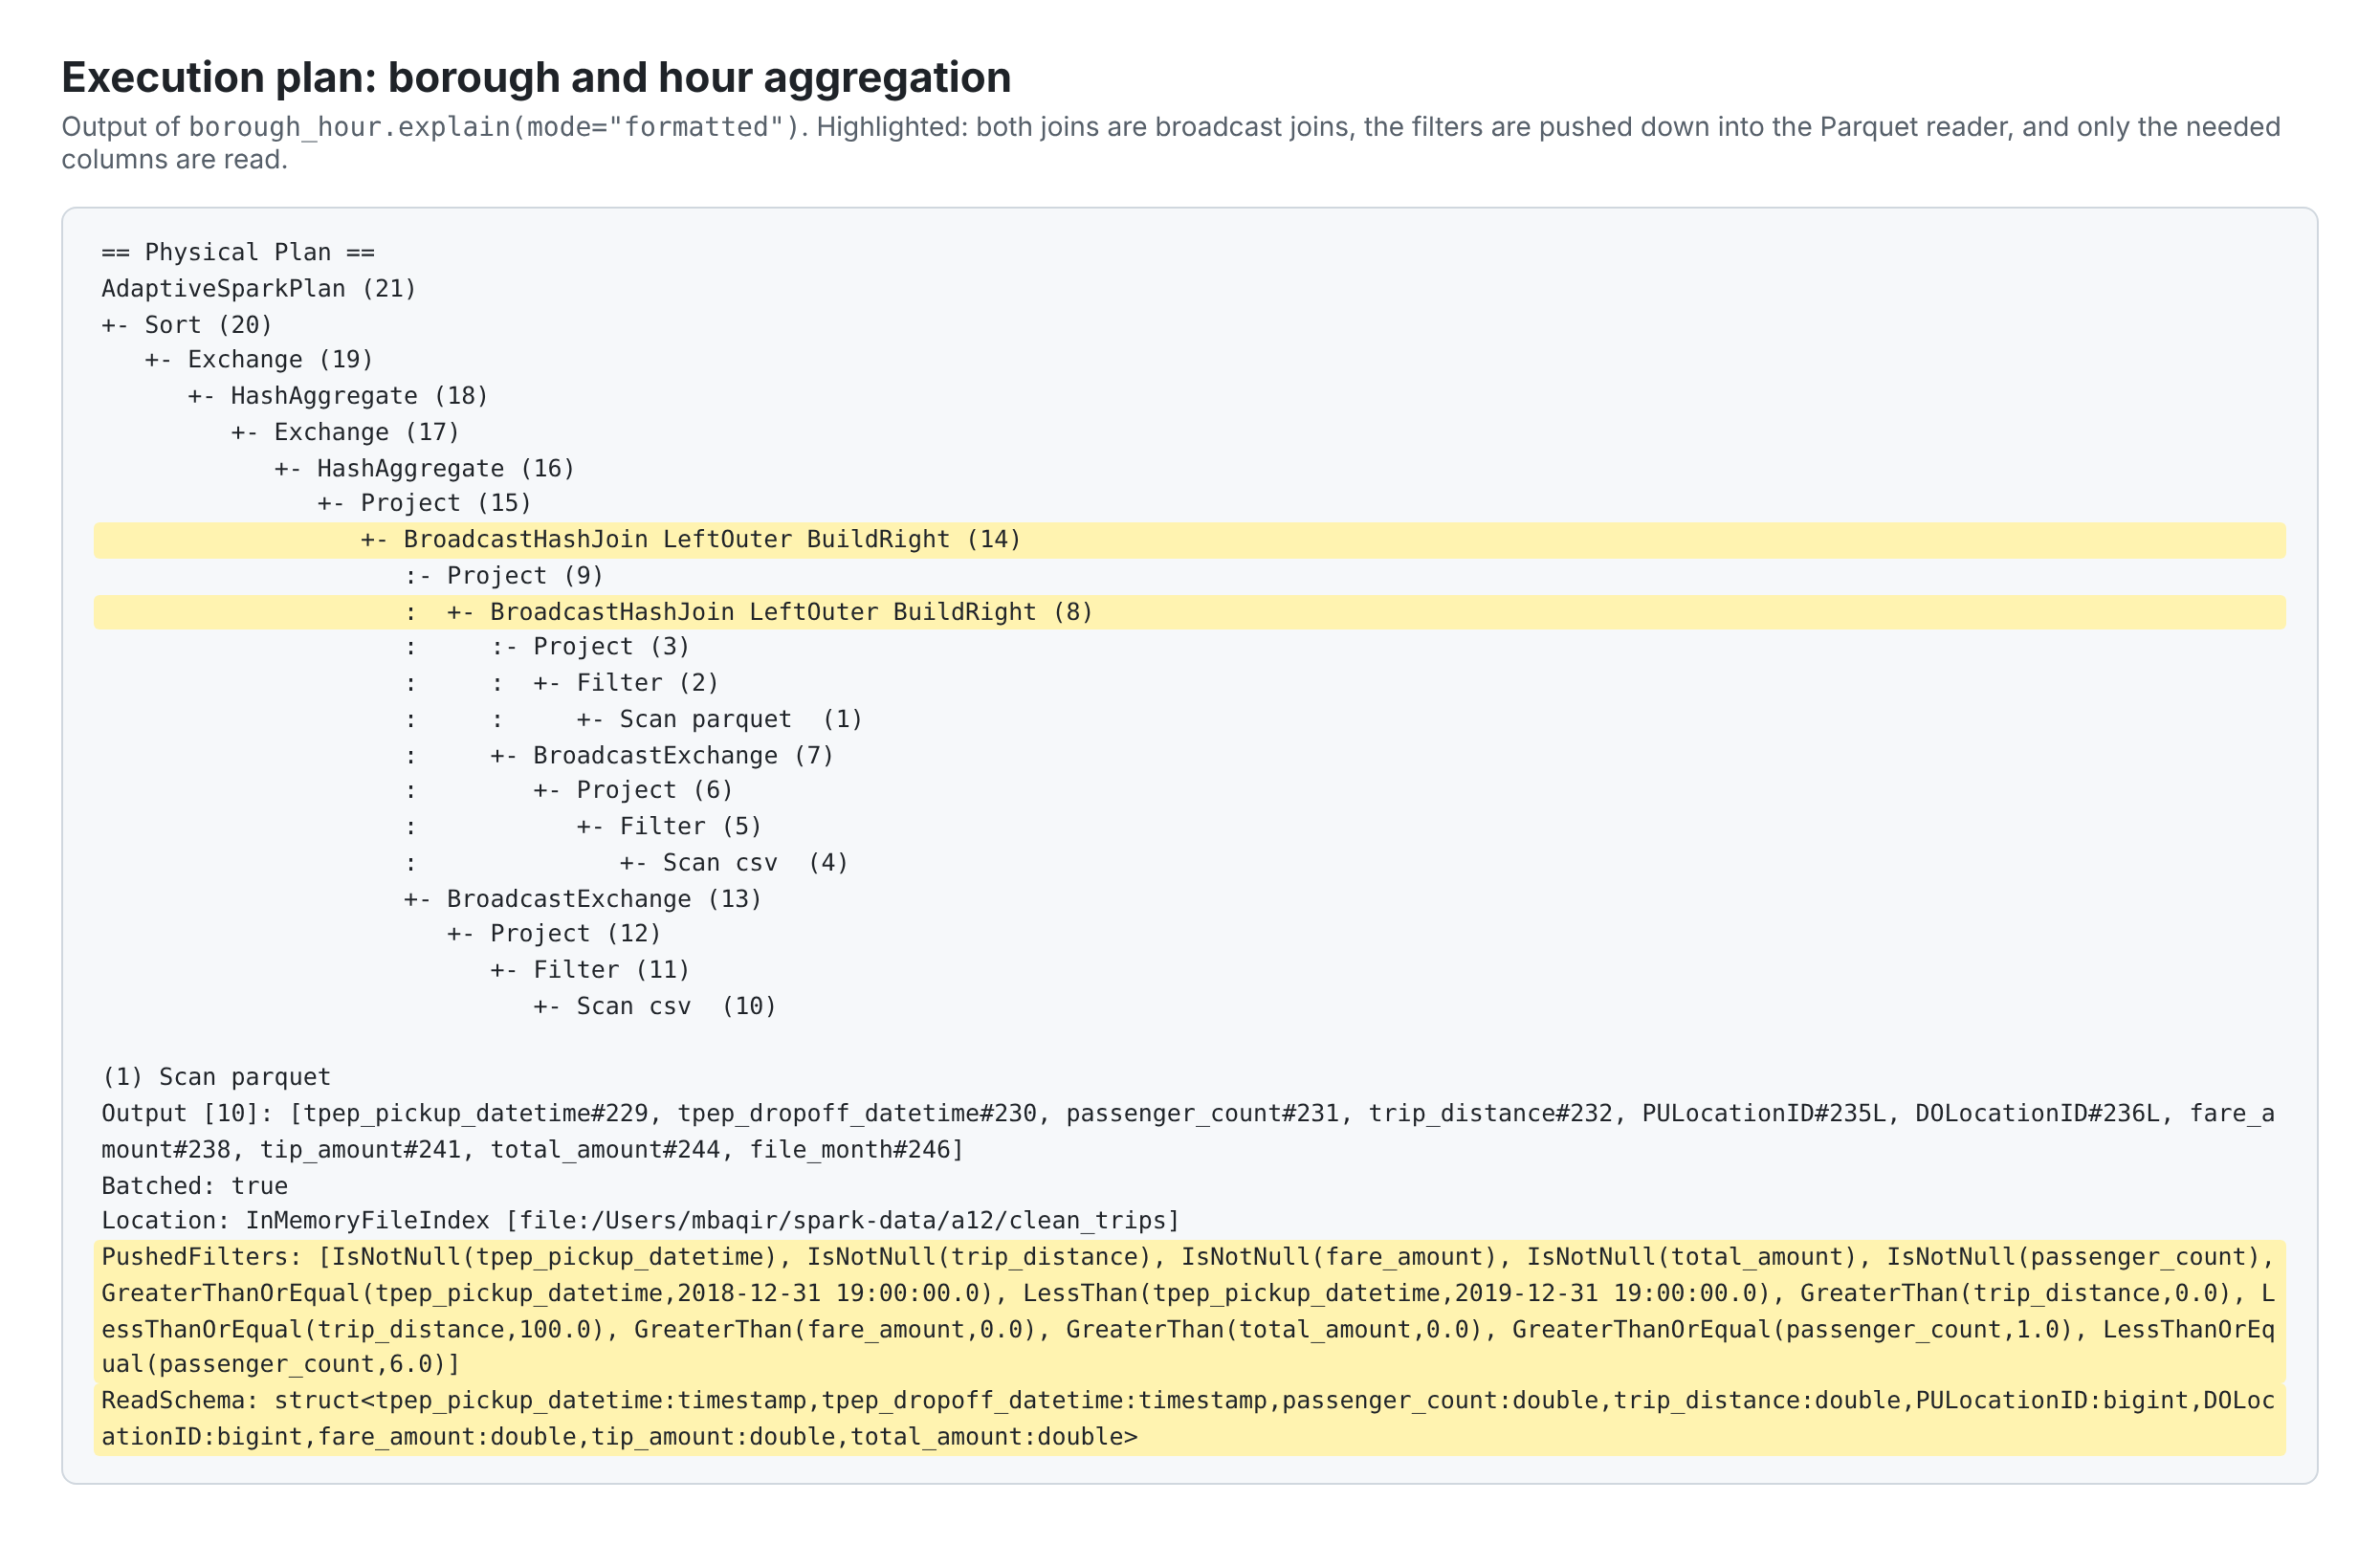 Execution plan: borough and hour aggregation
Output of borough_hour.explain(mode="formatted"). Highlighted: both joins are broadcast joins, the filters are pushed down into the Parquet reader, and only the needed
columns are read.
== Physical Plan ==
AdaptiveSparkPlan (21)
+- Sort (20)
   +- Exchange (19)
      +- HashAggregate (18)
         +- Exchange (17)
            +- HashAggregate (16)
               +- Project (15)
                  +- BroadcastHashJoin LeftOuter BuildRight (14)
                     :- Project (9)
                     :  +- BroadcastHashJoin LeftOuter BuildRight (8)
                     :     :- Project (3)
                     :     :  +- Filter (2)
                     :     :     +- Scan parquet  (1)
                     :     +- BroadcastExchange (7)
                     :        +- Project (6)
                     :           +- Filter (5)
                     :              +- Scan csv  (4)
                     +- BroadcastExchange (13)
                        +- Project (12)
                           +- Filter (11)
                              +- Scan csv  (10)
(1) Scan parquet
Output [10]: [tpep_pickup_datetime#229, tpep_dropoff_datetime#230, passenger_count#231, trip_distance#232, PULocationID#235L, DOLocationID#236L, fare_a
mount#238, tip_amount#241, total_amount#244, file_month#246]
Batched: true
Location: InMemoryFileIndex [file:/Users/mbaqir/spark-data/a12/clean_trips]
PushedFilters: [IsNotNull(tpep_pickup_datetime), IsNotNull(trip_distance), IsNotNull(fare_amount), IsNotNull(total_amount), IsNotNull(passenger_count),
GreaterThanOrEqual(tpep_pickup_datetime,2018-12-31 19:00:00.0), LessThan(tpep_pickup_datetime,2019-12-31 19:00:00.0), GreaterThan(trip_distance,0.0), L
essThanOrEqual(trip_distance,100.0), GreaterThan(fare_amount,0.0), GreaterThan(total_amount,0.0), GreaterThanOrEqual(passenger_count,1.0), LessThanOrEq
ual(passenger_count,6.0)]
ReadSchema: struct<tpep_pickup_datetime:timestamp,tpep_dropoff_datetime:timestamp,passenger_count:double,trip_distance:double,PULocationID:bigint,DOLoc
ationID:bigint,fare_amount:double,tip_amount:double,total_amount:double>